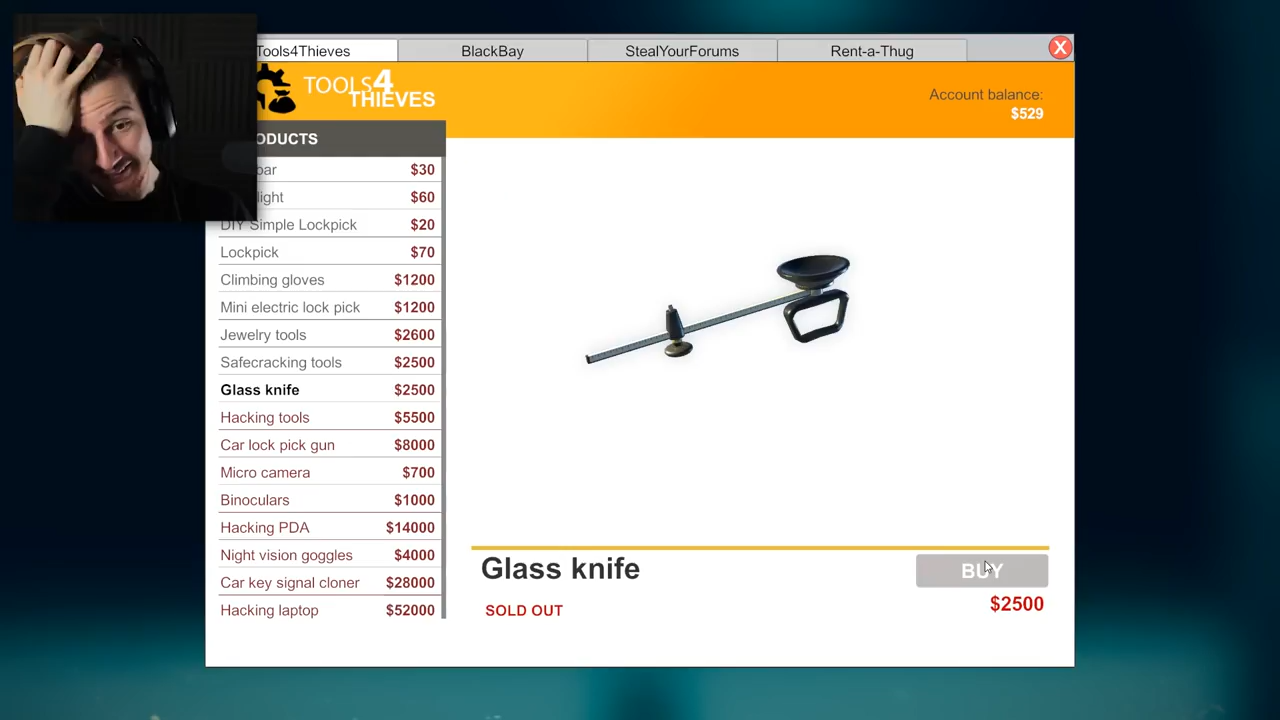 Tools4Thieves
BlackBay
StealYourForums
Rent-a-Thug
X
TOOLS4
THIEVES
Account balance:
$529
ODUCTS
bar $30
light $60
DIY Simple Lockpick $20
Lockpick $70
Climbing gloves $1200
Mini electric lock pick $1200
Jewelry tools $2600
Safecracking tools $2500
Glass knife $2500
Hacking tools $5500
Car lock pick gun $8000
Micro camera $700
Binoculars $1000
Hacking PDA $14000
Night vision goggles $4000
Car key signal cloner $28000
Hacking laptop $52000
Glass knife
BUY
SOLD OUT
$2500